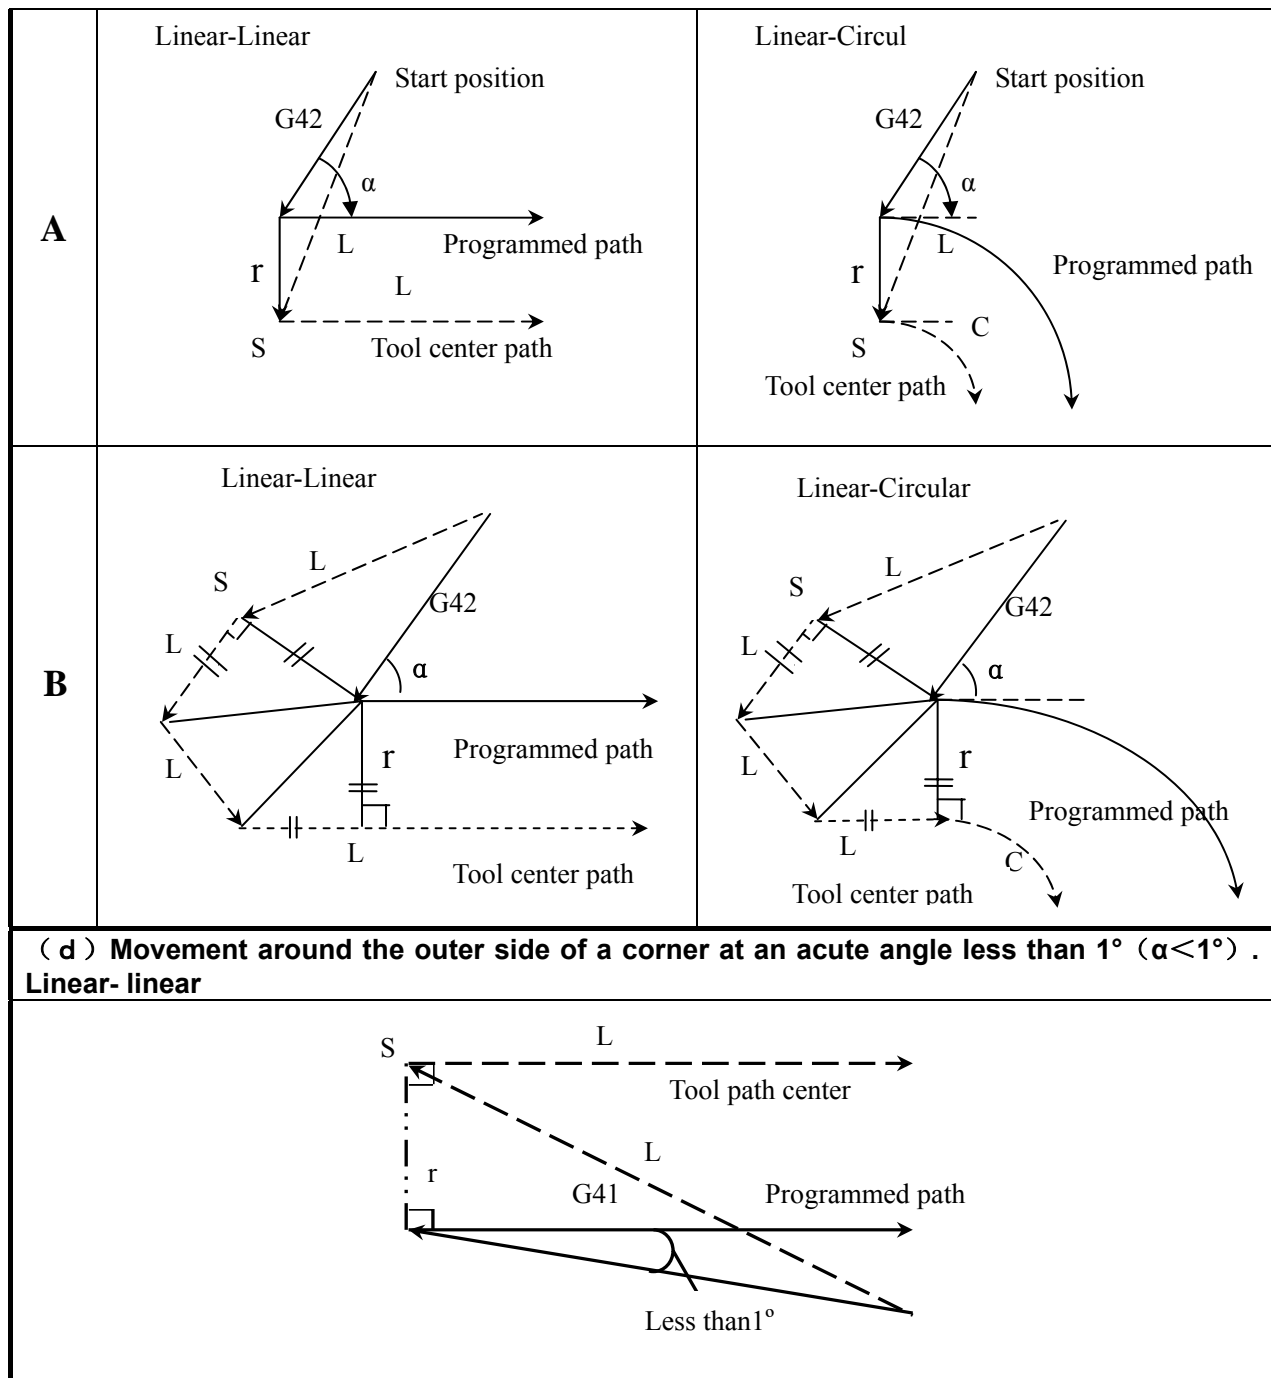 A
Linear-Linear
Start position
G42
α
L
Programmed path
r
L
S
Tool center path
Linear-Circul
Start position
G42
α
L
Programmed path
r
C
S
Tool center path
B
Linear-Linear
L
S
G42
L
α
r
Programmed path
L
L
Tool center path
Linear-Circular
L
S
G42
L
α
r
L
Programmed path
L
C
Tool center path
（d）Movement around the outer side of a corner at an acute angle less than 1°（α＜1°）.
Linear- linear
S
L
Tool path center
L
r
G41
Programmed path
Less than1°